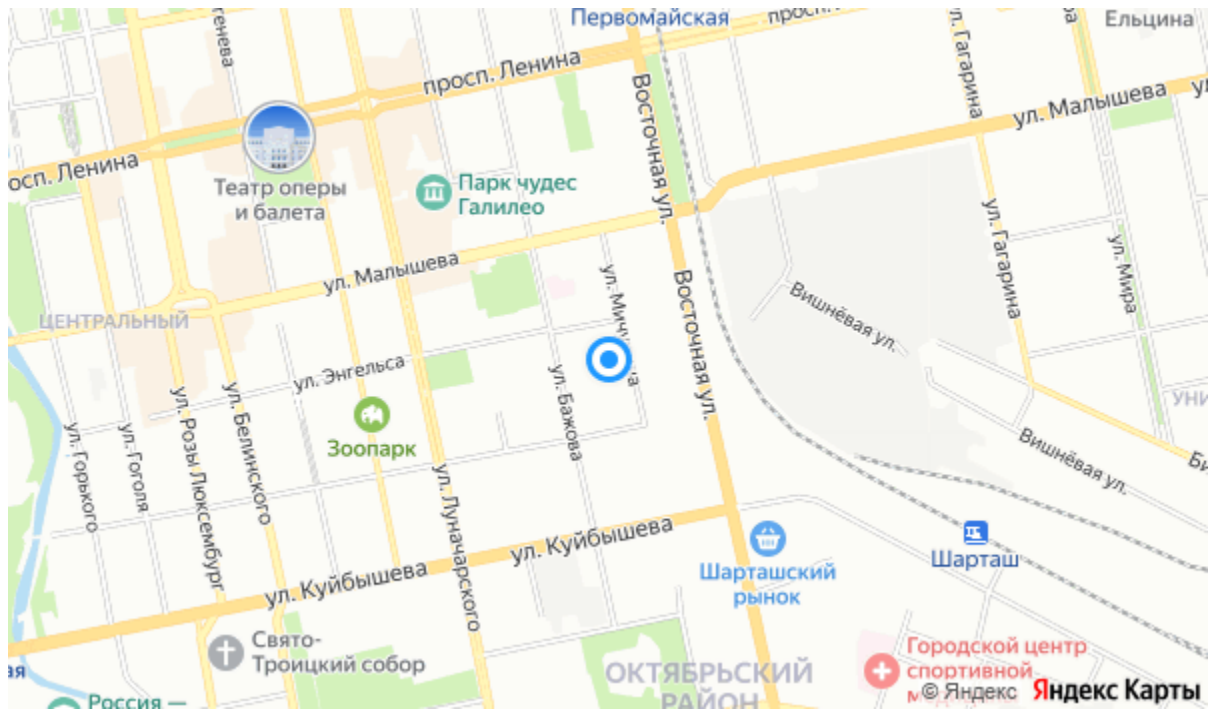 Первомайская
Ельцина
просп. Ленина
Восточная ул.
ул. Гагарина
ул. Малышева
Театр оперы
и балета
Парк чудес
Галилео
ул. Малышева
ул. Гагарина
ул. Мира
ЦЕНТРАЛЬНЫЙ
Восточная ул.
Вишнёвая ул.
ул. Энгельса
ул. Бажова
Зоопарк
ул. Горького
ул. Гоголя
ул. Розы Люксембург
ул. Белинского
ул. Луначарского
Вишнёвая ул.
ул. Куйбышева
ул. Куйбышева
Шарташский
рынок
Шарташ
Свято-
Троицкий собор
ОКТЯБРЬСКИЙ
РАЙОН
Городской центр
спортивной
Россия —
© Яндекс Яндекс Карты